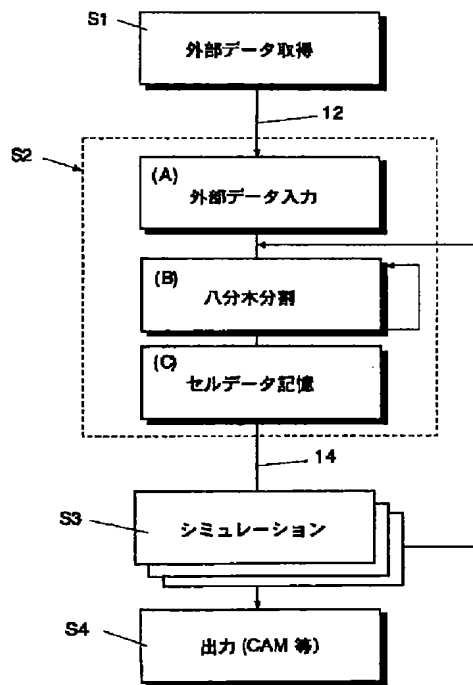 S1
外部データ取得
12
S2
(A)
外部データ入力
(B)
八分木分割
(C)
セルデータ記憶
14
S3
シミュレーション
S4
出力 (CAM 等)